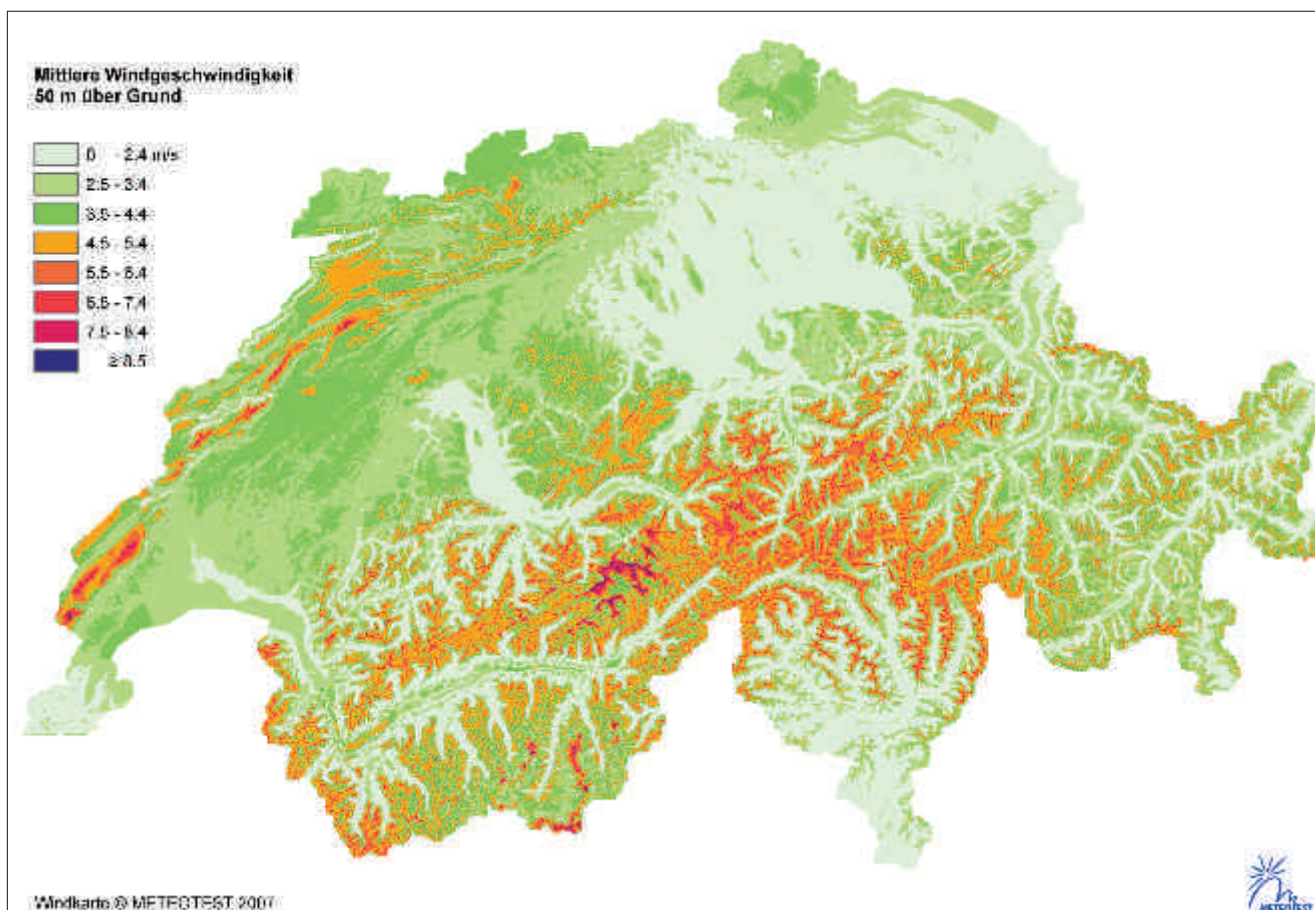 Mittlere Windgeschwindigkeit
50 m über Grund
0 - 2.4 m/s
2.5 - 3.4
3.5 - 4.4
4.5 - 5.4
5.5 - 6.4
6.5 - 7.4
7.5 - 8.4
≥ 8.5
Windkarte © METEOTEST 2007
METEOTEST